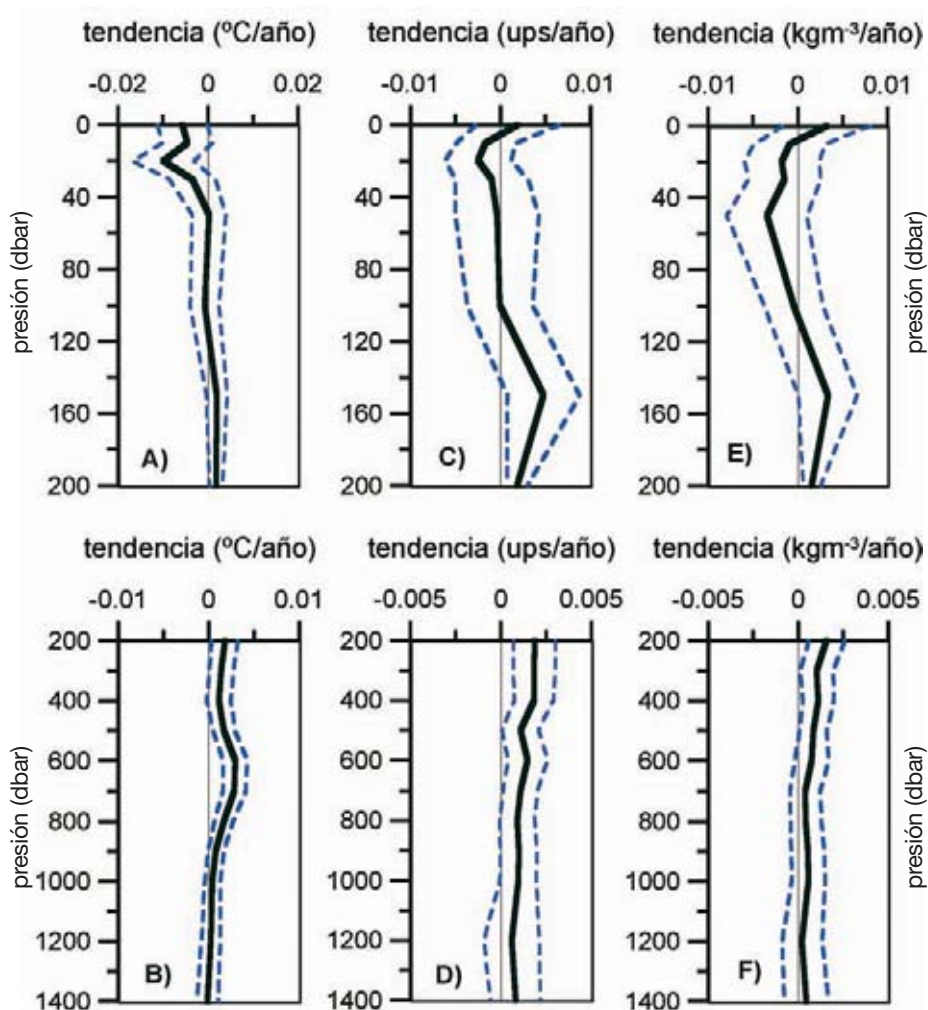 tendencia (ºC/año) tendencia (ups/año) tendencia (kgm-³/año)
-0.02 0 0.02 -0.01 0 0.01 -0.01 0 0.01
0 0 0
40 40 40
80 80 80
120 120 120
160 160 160
200 200 200
presión (dbar) presión (dbar)
A) C) E)
tendencia (ºC/año) tendencia (ups/año) tendencia (kgm-³/año)
-0.01 0 0.01 -0.005 0 0.005 -0.005 0 0.005
200 200 200
400 400 400
600 600 600
800 800 800
1000 1000 1000
1200 1200 1200
1400 1400 1400
presión (dbar) presión (dbar)
B) D) F)